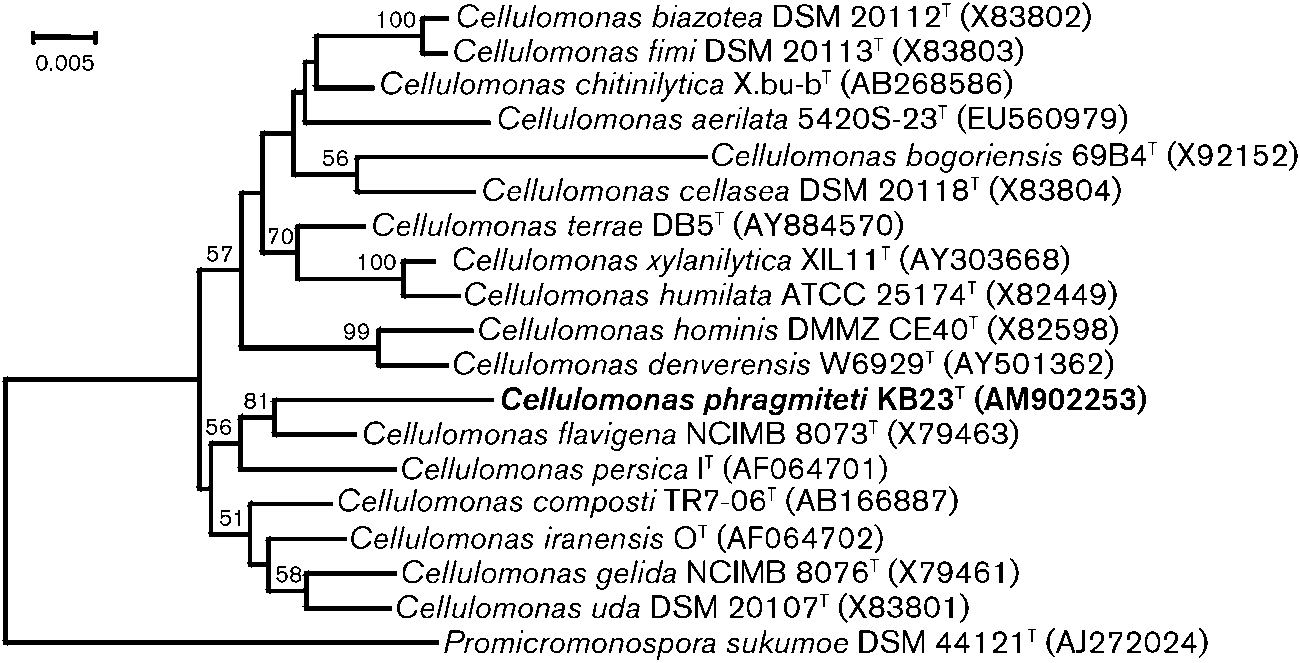 100 Cellulomonas biazotea DSM 20112ᵀ (X83802)
0.005
Cellulomonas fimi DSM 20113ᵀ (X83803)
Cellulomonas chitinilytica X.bu-bᵀ (AB268586)
Cellulomonas aerilata 5420S-23ᵀ (EU560979)
56 Cellulomonas bogoriensis 69B4ᵀ (X92152)
Cellulomonas cellasea DSM 20118ᵀ (X83804)
70 Cellulomonas terrae DB5ᵀ (AY884570)
57 100 Cellulomonas xylanilytica XIL11ᵀ (AY303668)
Cellulomonas humilata ATCC 25174ᵀ (X82449)
99 Cellulomonas hominis DMMZ CE40ᵀ (X82598)
Cellulomonas denverensis W6929ᵀ (AY501362)
81 Cellulomonas phragmiteti KB23ᵀ (AM902253)
56 Cellulomonas flavigena NCIMB 8073ᵀ (X79463)
Cellulomonas persica Iᵀ (AF064701)
51 Cellulomonas composti TR7-06ᵀ (AB166887)
Cellulomonas iranensis Oᵀ (AF064702)
58 Cellulomonas gelida NCIMB 8076ᵀ (X79461)
Cellulomonas uda DSM 20107ᵀ (X83801)
Promicromonospora sukumoe DSM 44121ᵀ (AJ272024)